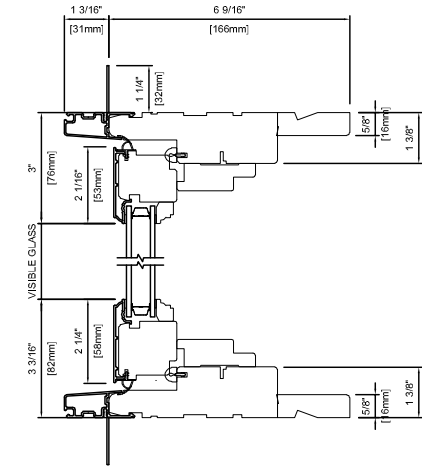 1 3/16"
[31mm]
6 9/16"
[166mm]
1 1/4"
[32mm]
5/8"
[16mm]
1 3/8"
3"
[76mm]
2 1/16"
[53mm]
VISIBLE GLASS
3 3/16"
[82mm]
2 1/4"
[58mm]
5/8"
[16mm]
1 3/8"